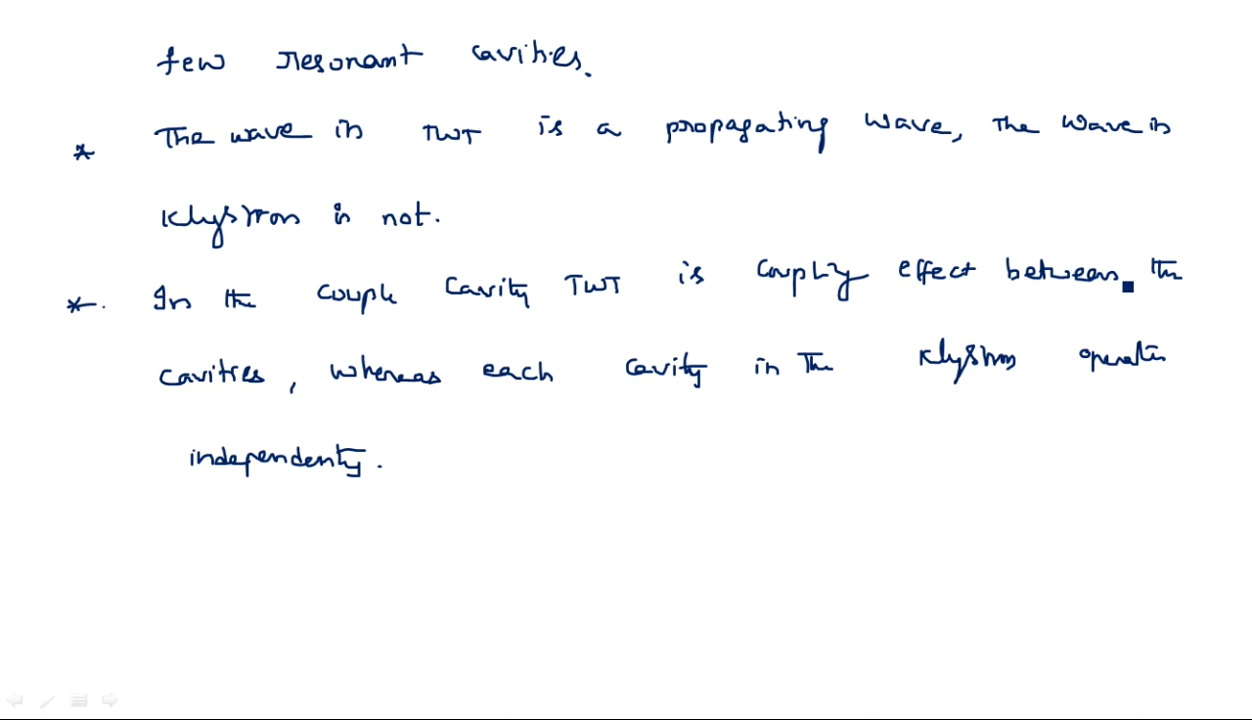 few resonant cavities.
* The wave in TWT is a propagating wave, the wave in
Klystron is not.
*. In the couple cavity TWT is coupling effect between the
cavities, whereas each cavity in the klystron operates
independenty.